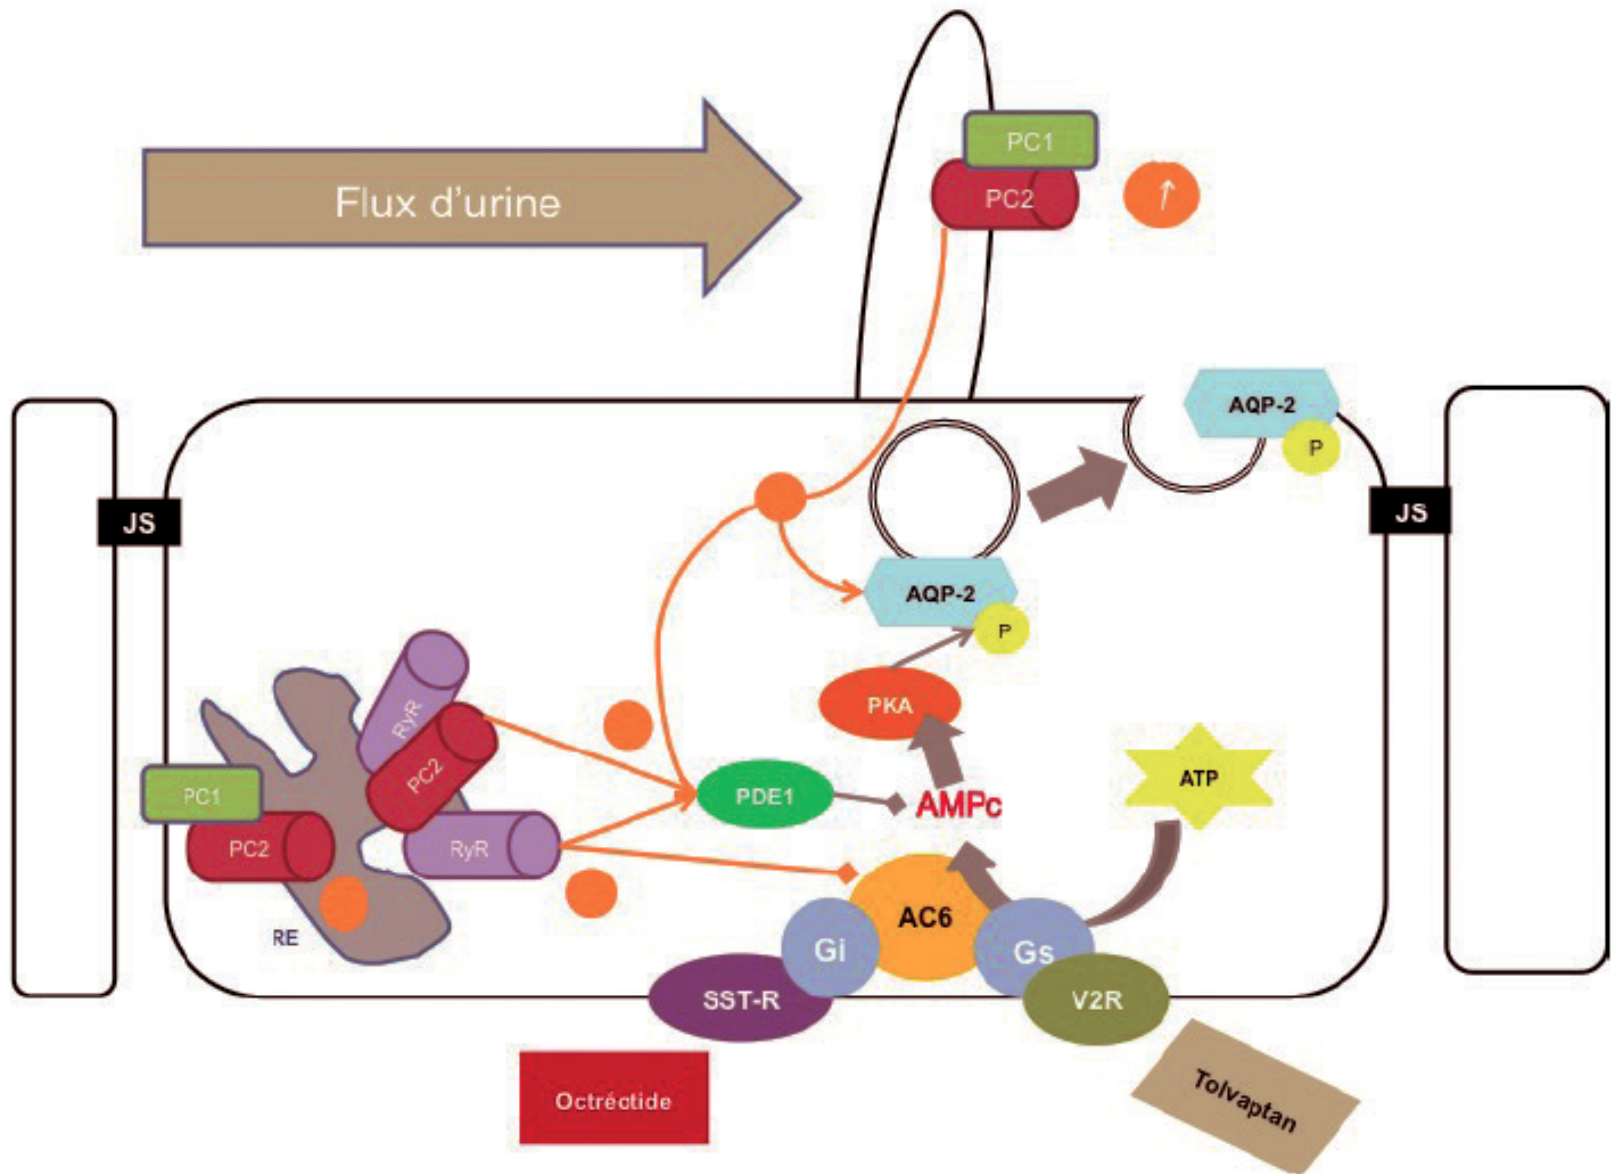 PC1
PC2
↑
Flux d'urine
AQP-2
P
JS
JS
AQP-2
P
PKA
RyR
PC2
ATP
PC1
PDE1
AMPc
PC2
RyR
AC6
RE
Gi
Gs
SST-R
V2R
Octréotide
Tolvaptan